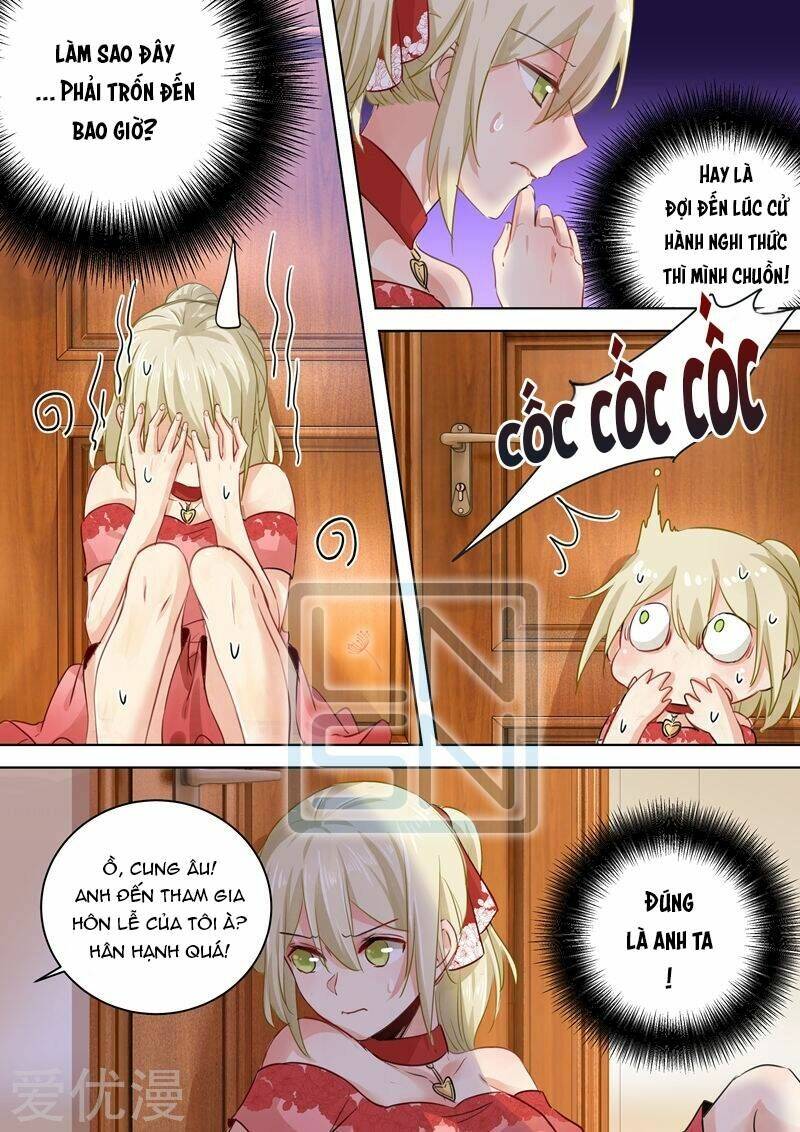 LÀM SAO ĐÂY
... PHẢI TRỐN ĐẾN
BAO GIỜ?
HAY LÀ
ĐỢI ĐẾN LÚC CỬ
HÀNH NGHI THỨC
THÌ MÌNH CHUỒN!
CỐC CỐC CỐC
Ồ, CUNG ÂU!
ANH ĐẾN THAM GIA
HÔN LỄ CỦA TÔI À?
HÂN HẠNH QUÁ!
ĐÚNG
LÀ ANH TA
!
LN
SN
爱优漫